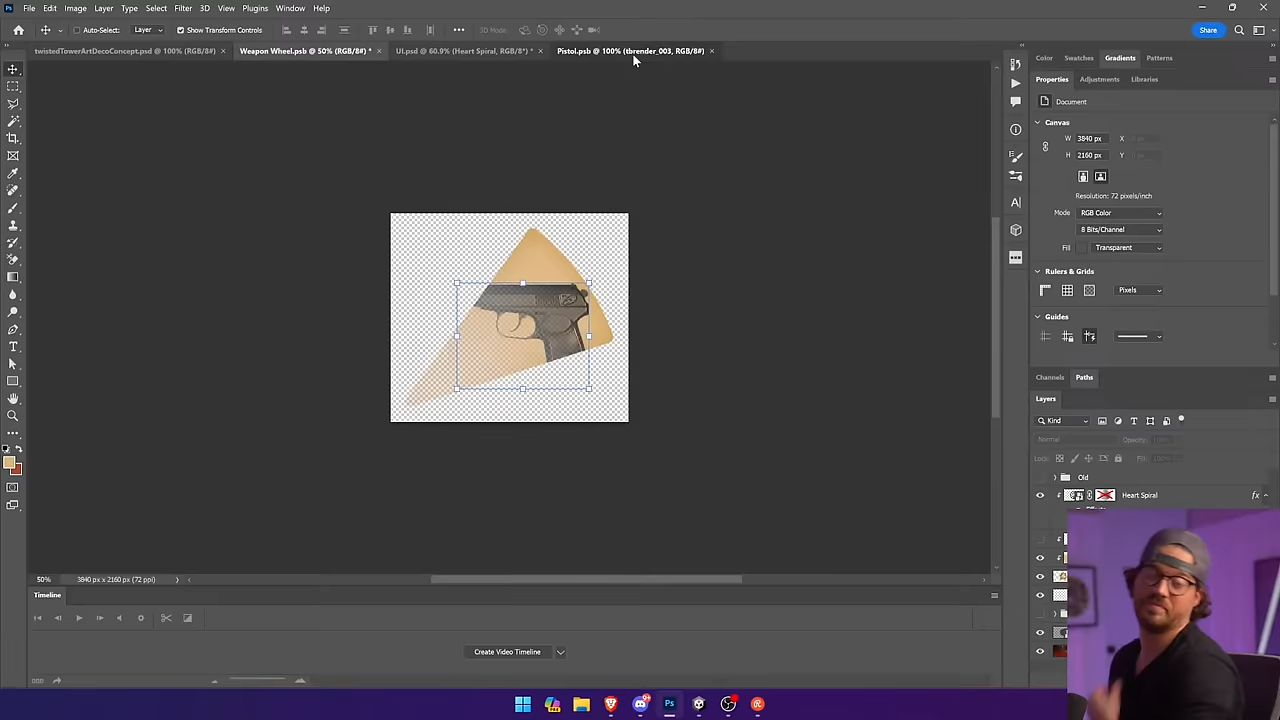 File Edit Image Layer Type Select Filter 3D View Plugins Window Help
Auto-Select: Layer Show Transform Controls 3D Mode: Share
twistedTowerArtDecoConcept.psd @ 100% (RGB/8#) × Weapon Wheel.psb @ 50% (RGB/8#) * × UI.psd @ 60.9% (Heart Spiral, RGB/8*) * × Pistol.psb @ 100% (tbrender_003, RGB/8#) ×
Color Swatches Gradients Patterns
Properties Adjustments Libraries
Document
Canvas
W 3840 px X
H 2160 px Y
Resolution: 72 pixels/inch
Mode RGB Color
8 Bits/Channel
Fill Transparent
Rulers & Grids
Pixels
Guides
Channels Paths
Layers
Kind
Normal Opacity: 100%
Lock: Fill: 100%
Old
Heart Spiral fx
50% 3840 px x 2160 px (72 ppi)
Timeline
Create Video Timeline